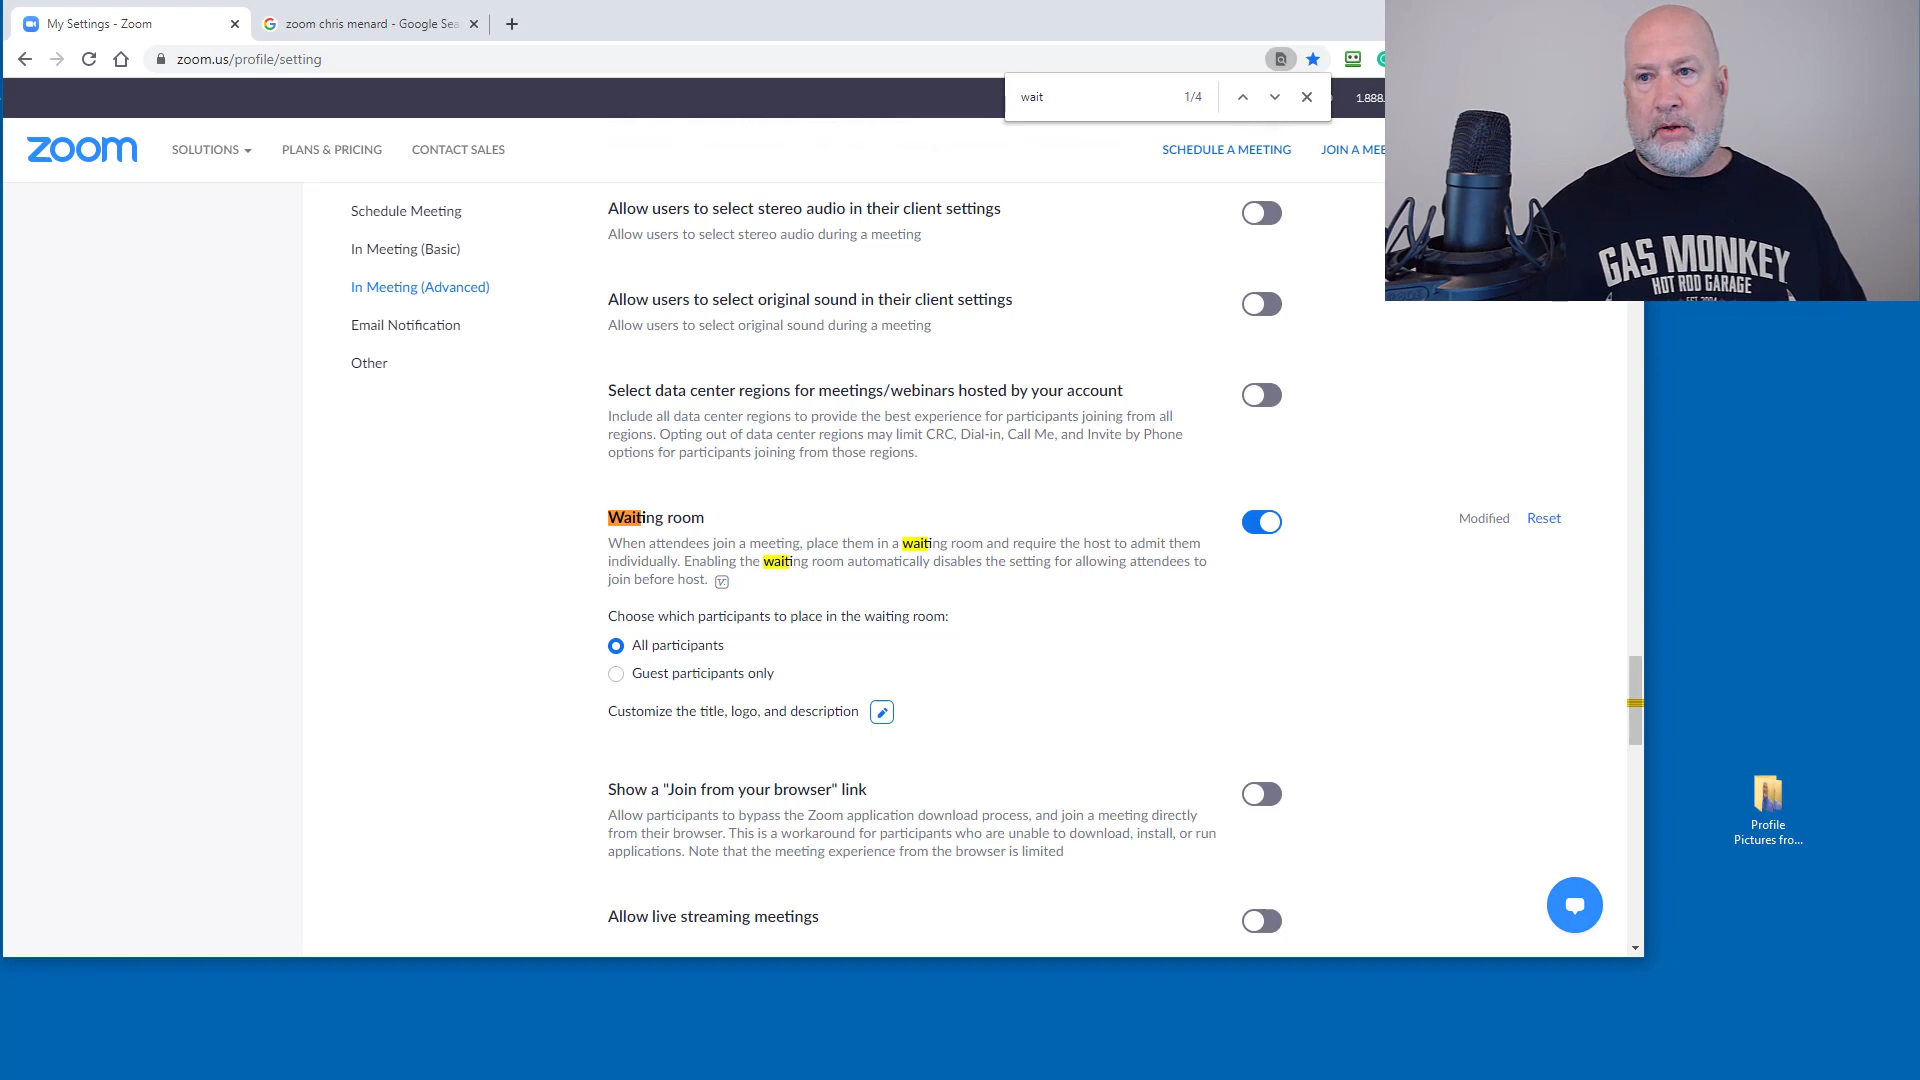 My Settings - Zoom
zoom chris menard - Google Sea
zoom.us/profile/setting
wait
1/4
1.888.
zoom
SOLUTIONS
PLANS & PRICING
CONTACT SALES
SCHEDULE A MEETING
JOIN A MEE
Schedule Meeting
In Meeting (Basic)
In Meeting (Advanced)
Email Notification
Other
Allow users to select stereo audio in their client settings
Allow users to select stereo audio during a meeting
Allow users to select original sound in their client settings
Allow users to select original sound during a meeting
Select data center regions for meetings/webinars hosted by your account
Include all data center regions to provide the best experience for participants joining from all
regions. Opting out of data center regions may limit CRC, Dial-in, Call Me, and Invite by Phone
options for participants joining from those regions.
Waiting room
Modified
Reset
When attendees join a meeting, place them in a waiting room and require the host to admit them
individually. Enabling the waiting room automatically disables the setting for allowing attendees to
join before host.
Choose which participants to place in the waiting room:
All participants
Guest participants only
Customize the title, logo, and description
Show a "Join from your browser" link
Allow participants to bypass the Zoom application download process, and join a meeting directly
from their browser. This is a workaround for participants who are unable to download, install, or run
applications. Note that the meeting experience from the browser is limited
Allow live streaming meetings
GAS MONKEY
HOT ROD GARAGE
Profile
Pictures fro...